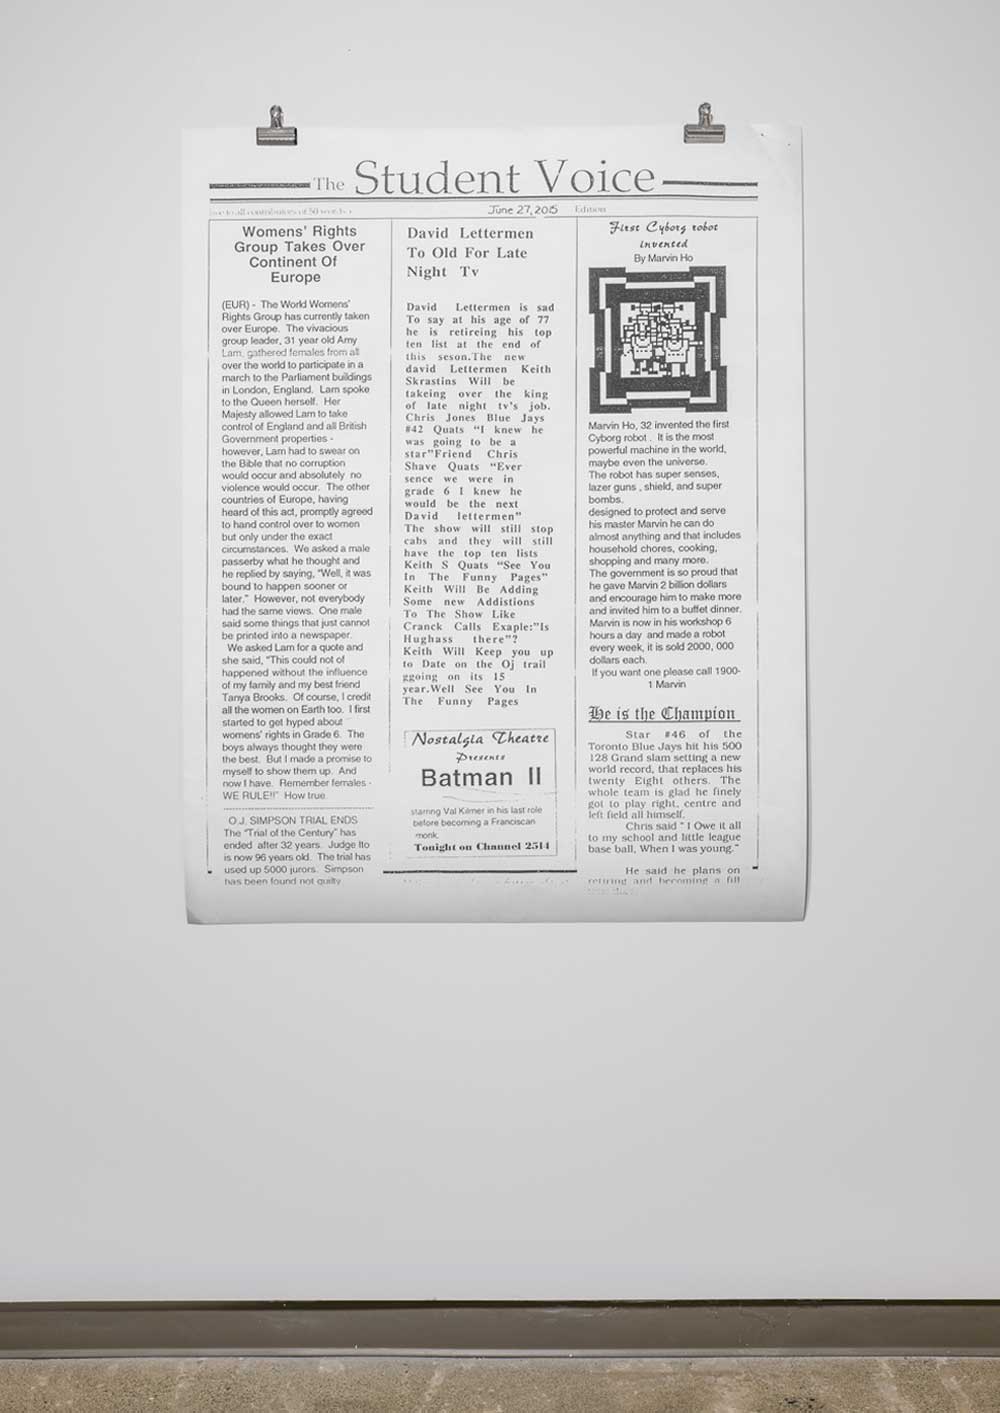 The Student Voice
June 27, 2015 Edition
Womens' Rights
Group Takes Over
Continent Of
Europe
(EUR) - The World Womens'
Rights Group has currently taken
over Europe. The vivacious
group leader, 31 year old Amy
Lam, gathered females from all
over the world to participate in a
march to the Parliament buildings
in London, England. Lam spoke
to the Queen herself. Her
Majesty allowed Lam to take
control of England and all British
Government properties -
however, Lam had to swear on
the Bible that no corruption
would occur and absolutely no
violence would occur. The other
countries of Europe, having
heard of this act, promptly agreed
to hand control over to women
but only under the exact
circumstances. We asked a male
passerby what he thought and
he replied by saying, "Well, it was
bound to happen sooner or
later." However, not everybody
had the same views. One male
said some things that just cannot
be printed into a newspaper.
We asked Lam for a quote and
she said, "This could not of
happened without the influence
of my family and my best friend
Tanya Brooks. Of course, I credit
all the women on Earth too. I first
started to get hyped about
womens' rights in Grade 6. The
boys always thought they were
the best. But I made a promise to
myself to show them up. And
now I have. Remember females -
WE RULE!!" How true.
O.J. SIMPSON TRIAL ENDS
The "Trial of the Century" has
ended after 32 years. Judge Ito
is now 96 years old. The trial has
used up 5000 jurors. Simpson
has been found not guilty
David Lettermen
To Old For Late
Night Tv
David Lettermen is sad
To say at his age of 77
he is retireing his top
ten list at the end of
this seson.The new
david Lettermen Keith
Skrastins Will be
takeing over the king
of late night tv's job.
Chris Jones Blue Jays
#42 Quats "I knew he
was going to be a
star"Friend Chris
Shave Quats "Ever
sence we were in
grade 6 I knew he
would be the next
David lettermen"
The show will still stop
cabs and they will still
have the top ten lists
Keith S Quats "See You
In The Funny Pages"
Keith Will Be Adding
Some new Addistions
To The Show Like
Cranck Calls Exaple:"Is
Hughass there"?
Keith Will Keep you up
to Date on the Oj trail
ggoing on its 15
year.Well See You In
The Funny Pages
Nostalgia Theatre
Presents
Batman II
starring Val Kilmer in his last role
before becoming a Franciscan
monk.
Tonight on Channel 2514
First Cyborg robot
invented
By Marvin Ho
Marvin Ho, 32 invented the first
Cyborg robot . It is the most
powerful machine in the world,
maybe even the universe.
The robot has super senses,
lazer guns , shield, and super
bombs.
designed to protect and serve
his master Marvin he can do
almost anything and that includes
household chores, cooking,
shopping and many more.
The government is so proud that
he gave Marvin 2 billion dollars
and encourage him to make more
and invited him to a buffet dinner.
Marvin is now in his workshop 6
hours a day and made a robot
every week, it is sold 2000, 000
dollars each.
If you want one please call 1900-
1 Marvin
He is the Champion
Star #46 of the
Toronto Blue Jays hit his 500
128 Grand slam setting a new
world record, that replaces his
twenty Eight others. The
whole team is glad he finely
got to play right, centre and
left field all himself.
Chris said " I Owe it all
to my school and little league
base ball, When I was young."
He said he plans on
retiring and becoming a fill